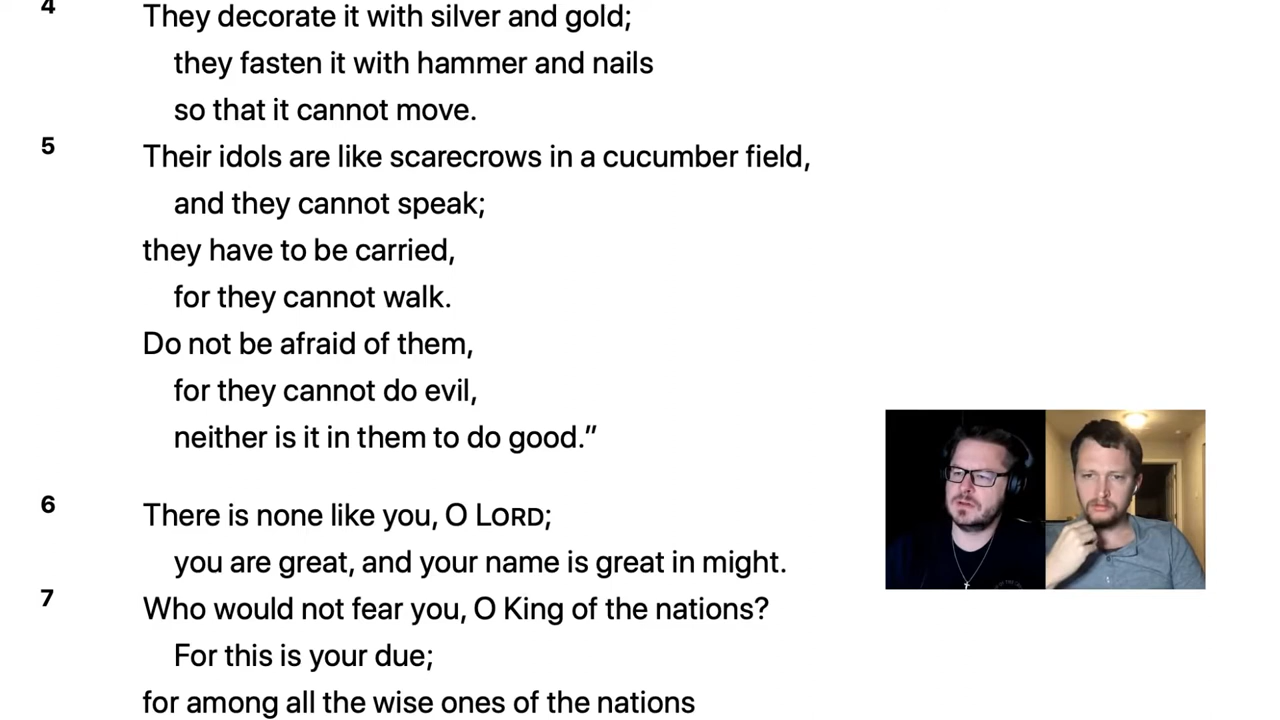 4 They decorate it with silver and gold;
they fasten it with hammer and nails
so that it cannot move.
5 Their idols are like scarecrows in a cucumber field,
and they cannot speak;
they have to be carried,
for they cannot walk.
Do not be afraid of them,
for they cannot do evil,
neither is it in them to do good.”
6 There is none like you, O LORD;
you are great, and your name is great in might.
7 Who would not fear you, O King of the nations?
For this is your due;
for among all the wise ones of the nations